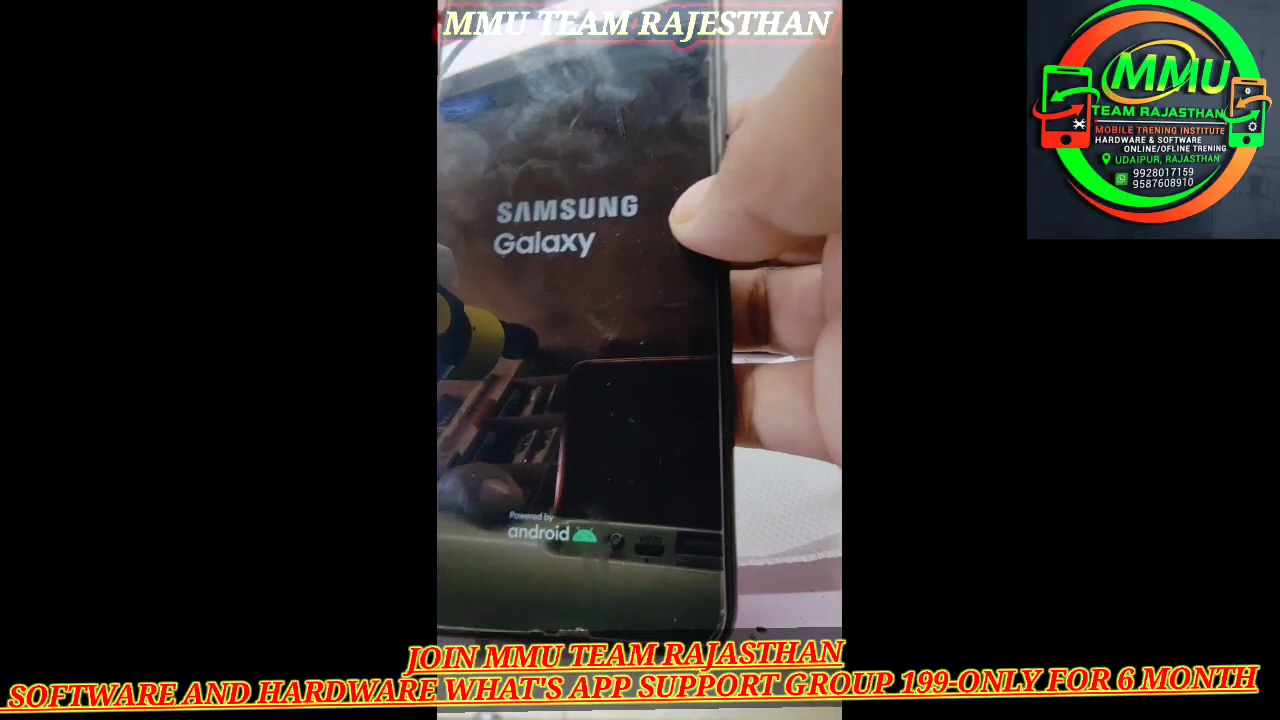 MMU TEAM RAJESTHAN
MMU
TEAM RAJASTHAN
MOBILE TRENING INSTITUTE
HARDWARE & SOFTWARE
ONLINE/OFLINE TRENING
UDAIPUR, RAJASTHAN
9928017159
9587608910
SAMSUNG
Galaxy
Powered by
android
JOIN MMU TEAM RAJASTHAN
SOFTWARE AND HARDWARE WHAT'S APP SUPPORT GROUP 199-ONLY FOR 6 MONTH